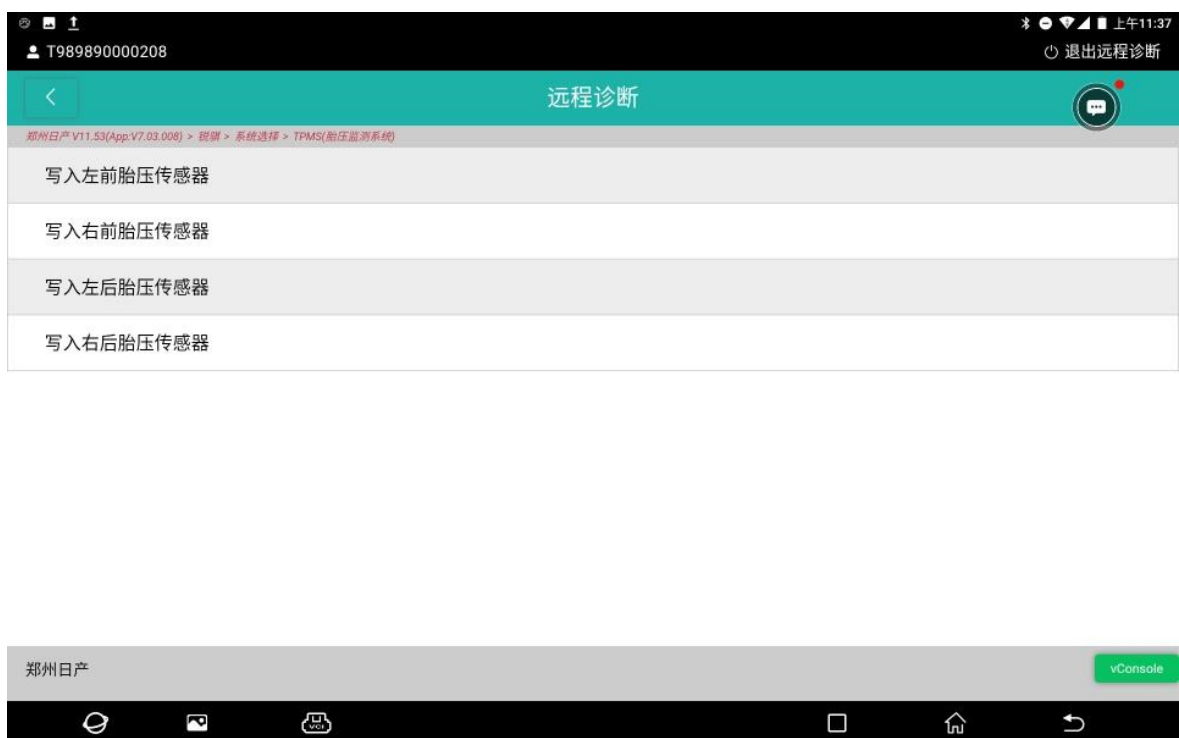 上午11:37
T989890000208
退出远程诊断
远程诊断
郑州日产 V11.53(App:V7.03.008) > 锐骐 > 系统选择 > TPMS(胎压监测系统)
写入左前胎压传感器
写入右前胎压传感器
写入左后胎压传感器
写入右后胎压传感器
郑州日产
vConsole
VCI